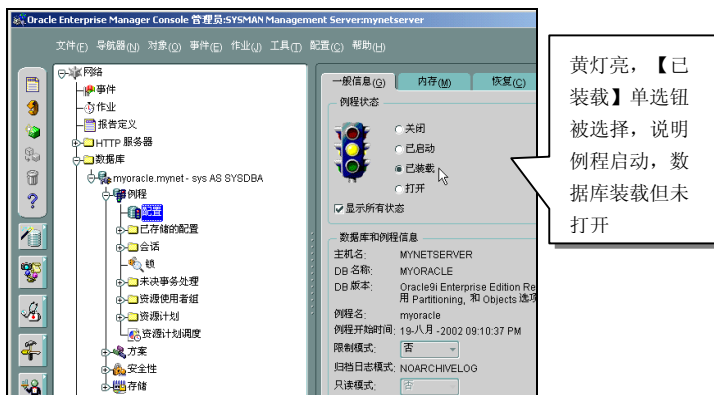 Oracle Enterprise Manager Console 管理员:SYSMAN Management Server:mynetserver
文件(F) 导航器(N) 对象(O) 事件(E) 作业(J) 工具(T) 配置(C) 帮助(H)
网络
事件
作业
报告定义
HTTP 服务器
数据库
myoracle.mynet - sys AS SYSDBA
例程
配置
已存储的配置
会话
锁
未决事务处理
资源使用者组
资源计划
资源计划调度
方案
安全性
存储
一般信息(G) 内存(M) 恢复(C)
例程状态
关闭
已启动
已装载
打开
显示所有状态
数据库和例程信息
主机名: MYNETSERVER
DB 名称: MYORACLE
DB 版本: Oracle9i Enterprise Edition Re
用 Partitioning, 和 Objects 选项
例程名: myoracle
例程开始时间: 19-八月 -2002 09:10:37 PM
限制模式: 否
归档日志模式: NOARCHIVELOG
只读模式: 否
黄灯亮，【已
装载】单选钮
被选择，说明
例程启动，数
据库装载但未
打开